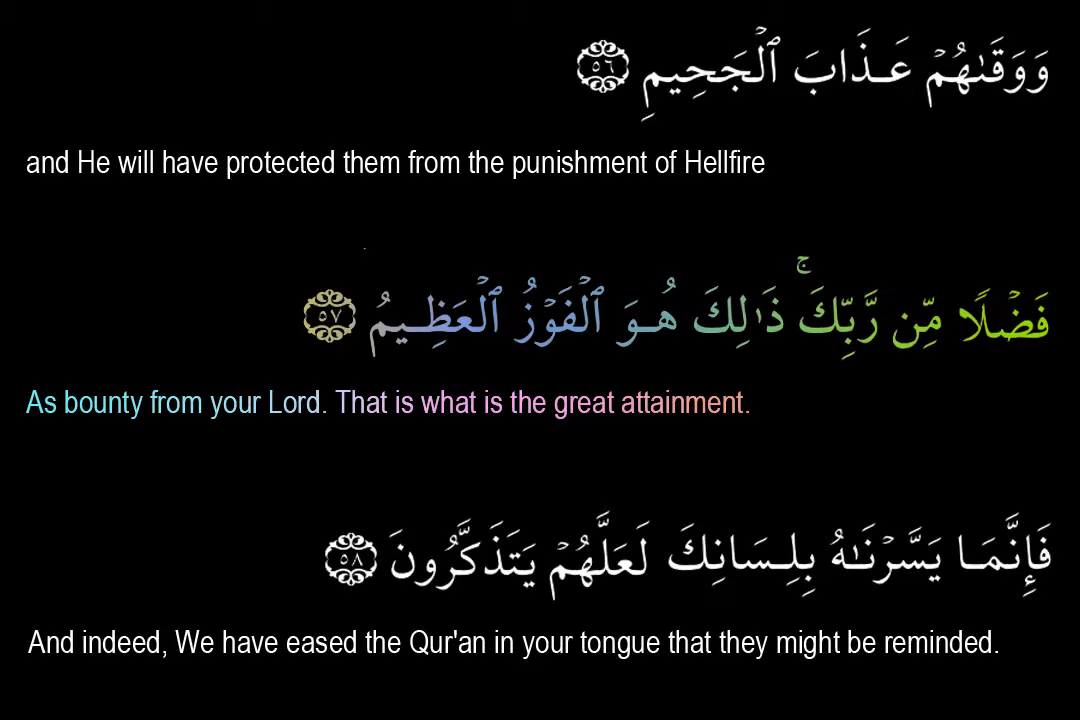 وَوَقَىٰهُمْ عَذَابَ ٱلْجَحِيمِ ٥٦
and He will have protected them from the punishment of Hellfire
فَضْلًا مِّن رَّبِّكَ ۚ ذَٰلِكَ هُوَ ٱلْفَوْزُ ٱلْعَظِيمُ ٥٧
As bounty from your Lord. That is what is the great attainment.
فَإِنَّمَا يَسَّرْنَـٰهُ بِلِسَانِكَ لَعَلَّهُمْ يَتَذَكَّرُونَ ٥٨
And indeed, We have eased the Qur'an in your tongue that they might be reminded.